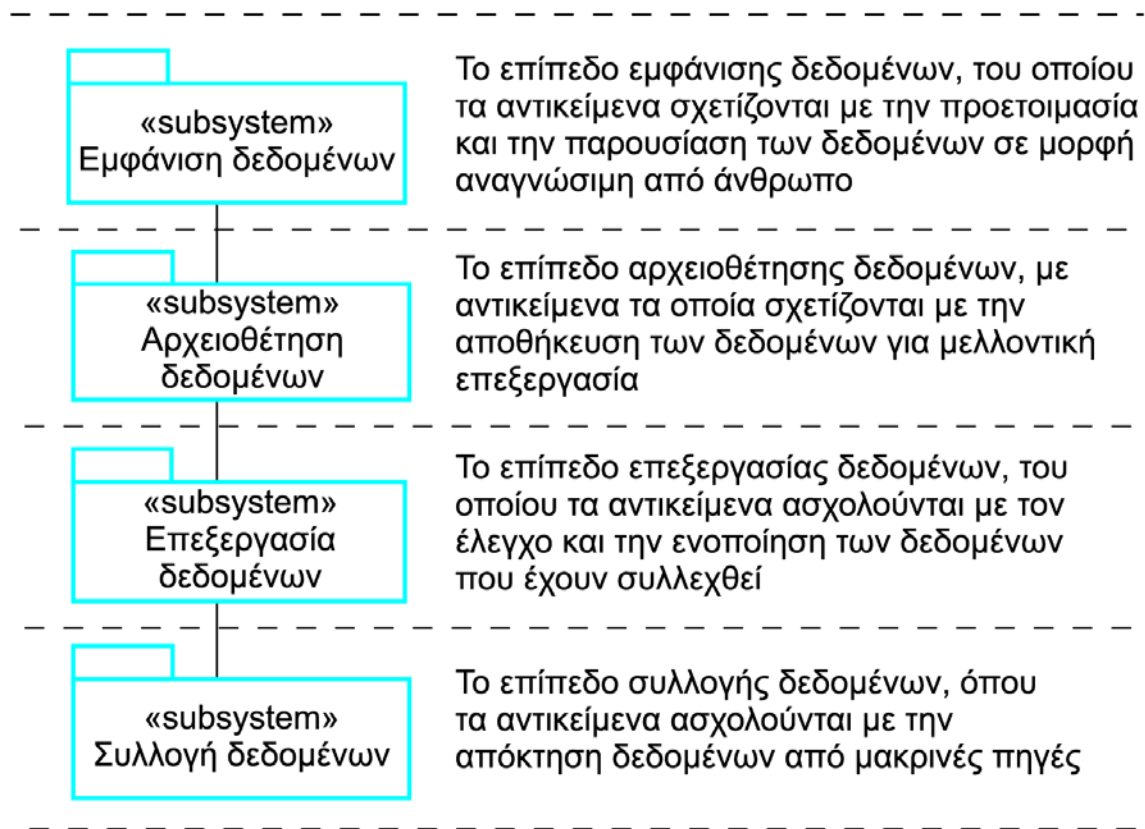 «subsystem»
Εμφάνιση δεδομένων
Το επίπεδο εμφάνισης δεδομένων, του οποίου
τα αντικείμενα σχετίζονται με την προετοιμασία
και την παρουσίαση των δεδομένων σε μορφή
αναγνώσιμη από άνθρωπο
«subsystem»
Αρχειοθέτηση
δεδομένων
Το επίπεδο αρχειοθέτησης δεδομένων, με
αντικείμενα τα οποία σχετίζονται με την
αποθήκευση των δεδομένων για μελλοντική
επεξεργασία
«subsystem»
Επεξεργασία
δεδομένων
Το επίπεδο επεξεργασίας δεδομένων, του
οποίου τα αντικείμενα ασχολούνται με τον
έλεγχο και την ενοποίηση των δεδομένων
που έχουν συλλεχθεί
«subsystem»
Συλλογή δεδομένων
Το επίπεδο συλλογής δεδομένων, όπου
τα αντικείμενα ασχολούνται με την
απόκτηση δεδομένων από μακρινές πηγές